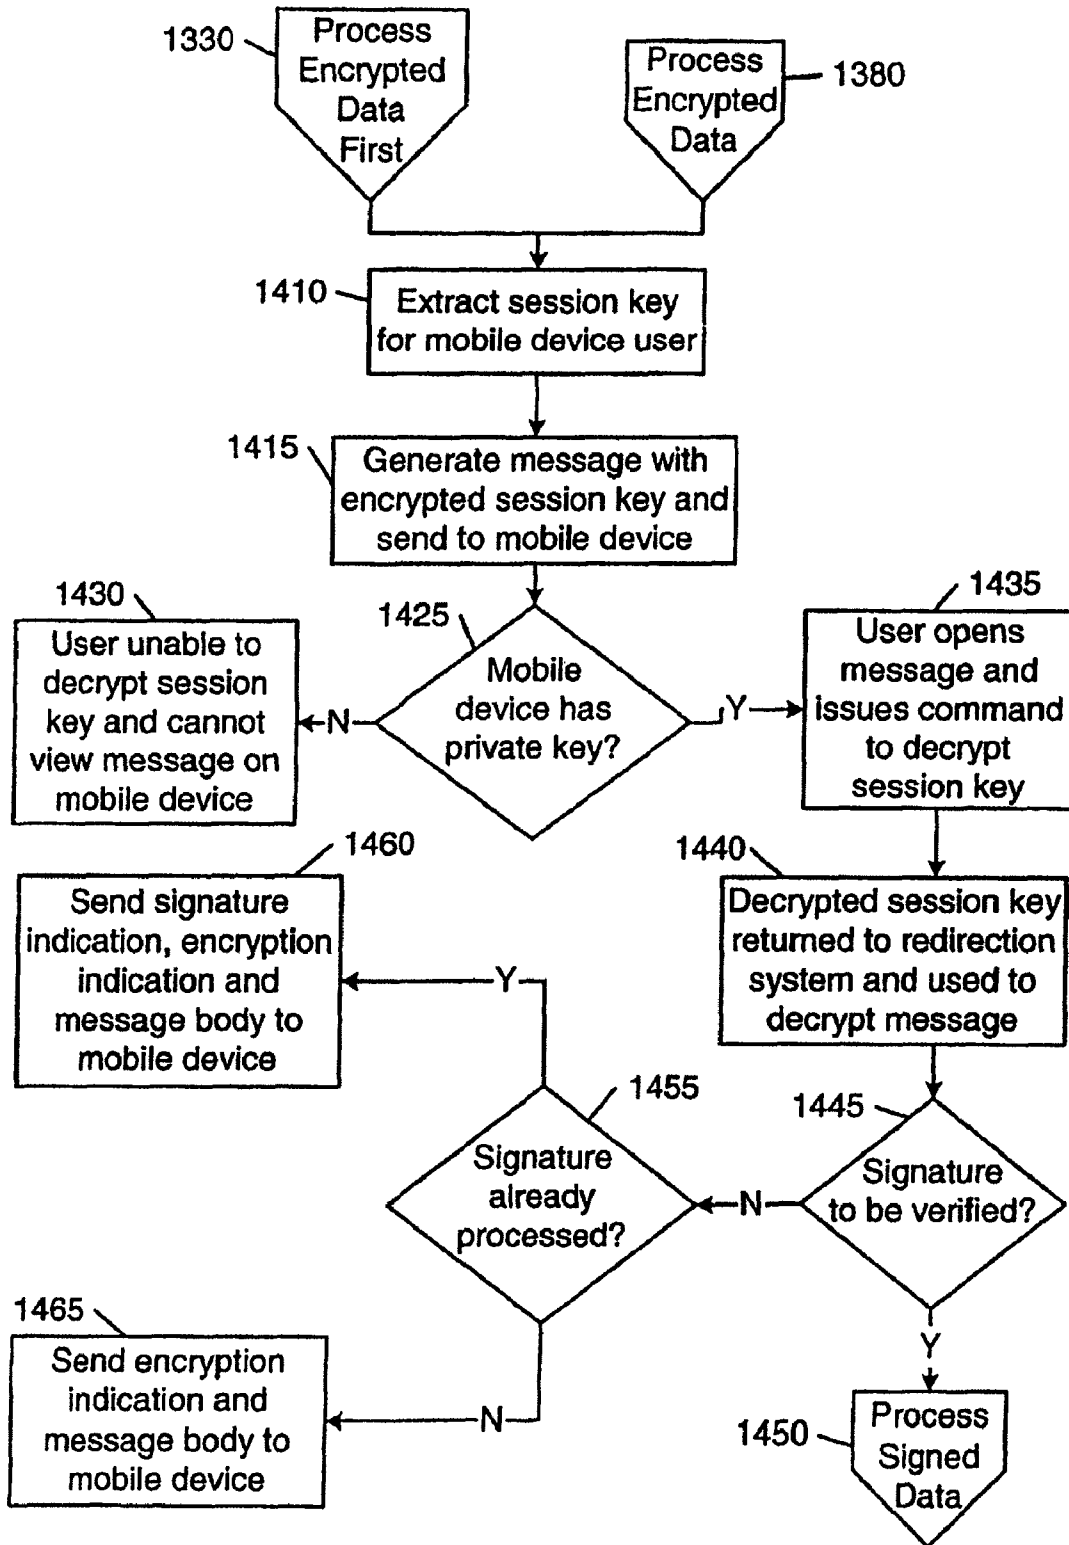 1330
Process
Encrypted
Data
First
Process
Encrypted
Data
1380
1410
Extract session key
for mobile device user
1415
Generate message with
encrypted session key and
send to mobile device
1430
User unable to
decrypt session
key and cannot
view message on
mobile device
N
1425
Mobile
device has
private key?
Y
1435
User opens
message and
issues command
to decrypt
session key
1460
Send signature
indication, encryption
indication and
message body to
mobile device
Y
1440
Decrypted session key
returned to redirection
system and used to
decrypt message
1455
Signature
already
processed?
N
1445
Signature
to be verified?
Y
1465
Send encryption
indication and
message body to
mobile device
N
1450
Process
Signed
Data